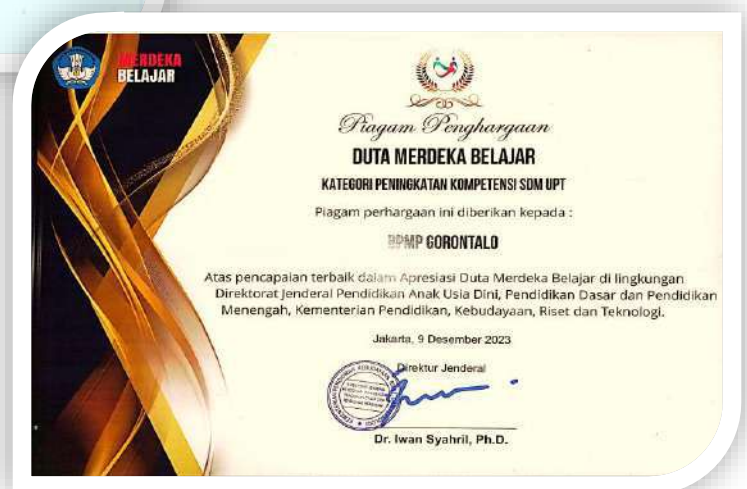 MERDEKA
BELAJAR
Piagam Penghargaan
DUTA MERDEKA BELAJAR
KATEGORI PENINGKATAN KOMPETENSI SDM UPT
Piagam perhargaan ini diberikan kepada :
BPMP GORONTALO
Atas pencapaian terbaik dalam Apresiasi Duta Merdeka Belajar di lingkungan
Direktorat Jenderal Pendidikan Anak Usia Dini, Pendidikan Dasar dan Pendidikan
Menengah, Kementerian Pendidikan, Kebudayaan, Riset dan Teknologi.
Jakarta, 9 Desember 2023
Direktur Jenderal
Dr. Iwan Syahril, Ph.D.